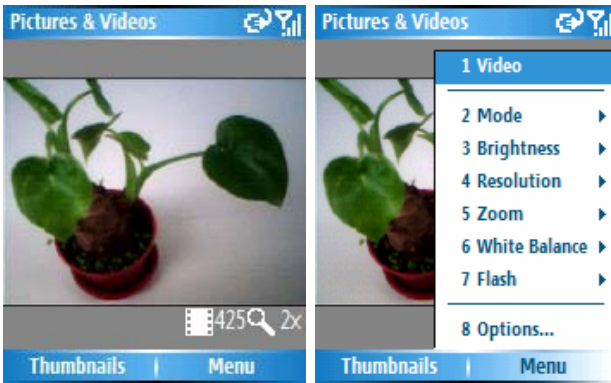 Pictures & Videos
425 2x
Thumbnails Menu
Pictures & Videos
1 Video
2 Mode
3 Brightness
4 Resolution
5 Zoom
6 White Balance
7 Flash
8 Options...
Thumbnails Menu